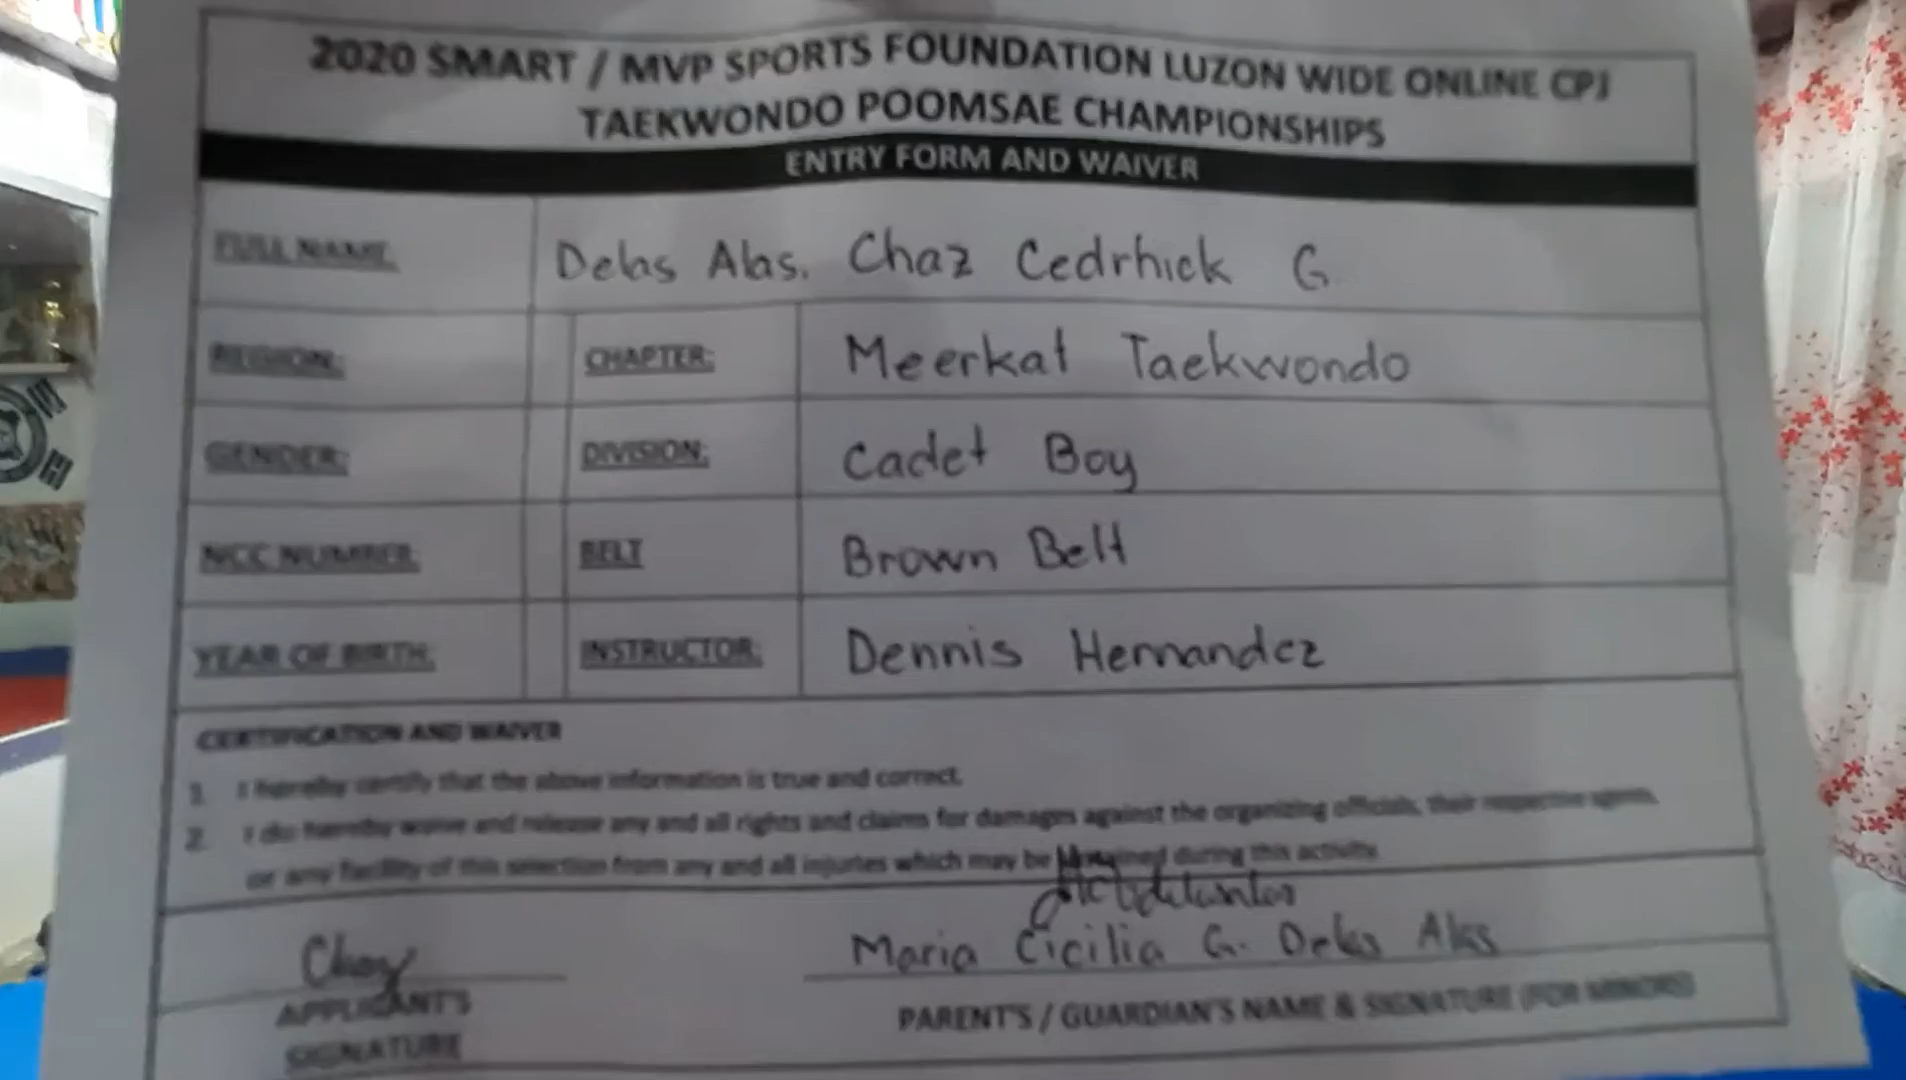 2020 SMART / MVP SPORTS FOUNDATION LUZON WIDE ONLINE CPJ
TAEKWONDO POOMSAE CHAMPIONSHIPS
ENTRY FORM AND WAIVER
FULL NAME: Delas Alas. Chaz Cedrhick G.
REGION: CHAPTER: Meerkat Taekwondo
GENDER: DIVISION: Cadet Boy
NCC NUMBER: BELT Brown Belt
YEAR OF BIRTH: INSTRUCTOR: Dennis Hernandez
CERTIFICATION AND WAIVER
1. I hereby certify that the above information is true and correct.
2. I do hereby waive and release any and all rights and claims for damages against the organizing officials, their respective agents,
or any facility of this selection from any and all injuries which may be during this activity.
Chaz Maria Cicilia G. Delas Alas
APPLICANT'S
SIGNATURE
PARENT'S / GUARDIAN'S NAME & SIGNATURE (FOR MINORS)